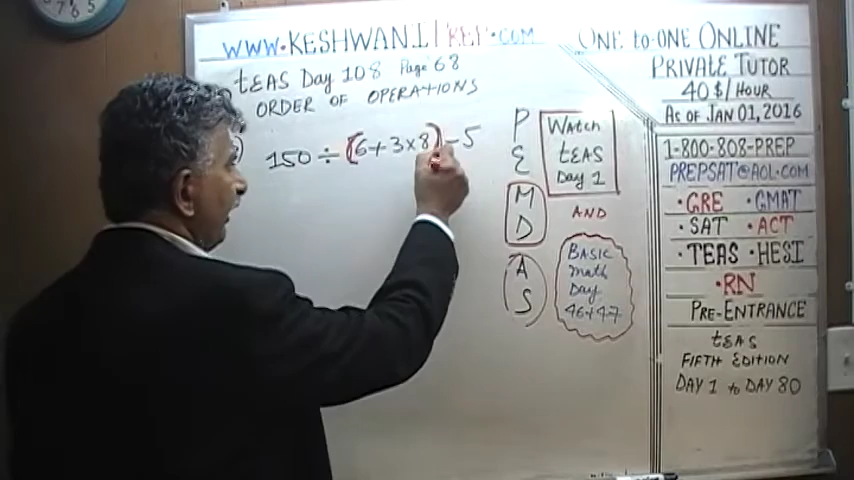 WWW.KESHWANIPREP.COM
TEAS Day 108 Page 68
ORDER OF OPERATIONS
150 ÷ (6+3×8) - 5
P
E
M
D
A
S
Watch
TEAS
Day 1
AND
BASIC
math
Day
46+47
ONE to-ONE ONLINE
PRIVATE TUTOR
40 $/HOUR
AS OF JAN 01, 2016
1-800-808-PREP
PREPSAT@AOL.COM
•GRE •GMAT
•SAT •ACT
•TEAS •HESI
•RN
PRE-ENTRANCE
TEAS
FIFTH EDITION
DAY 1 to DAY 80